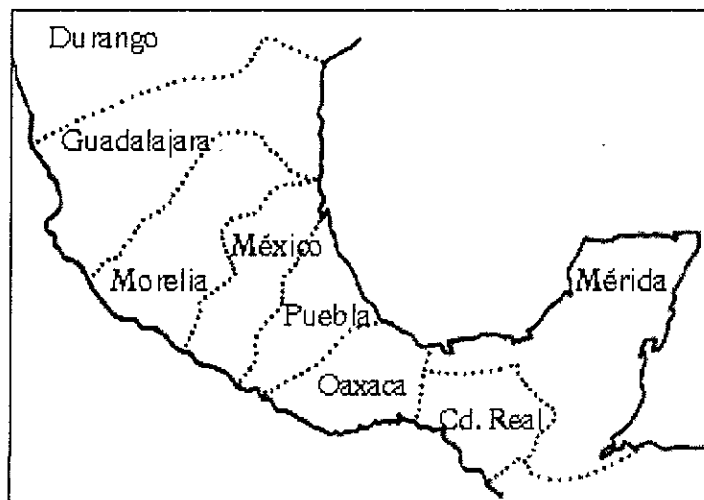 Durango
Guadalajara
México
Morelia
Mérida
Puebla
Oaxaca
Cd. Real